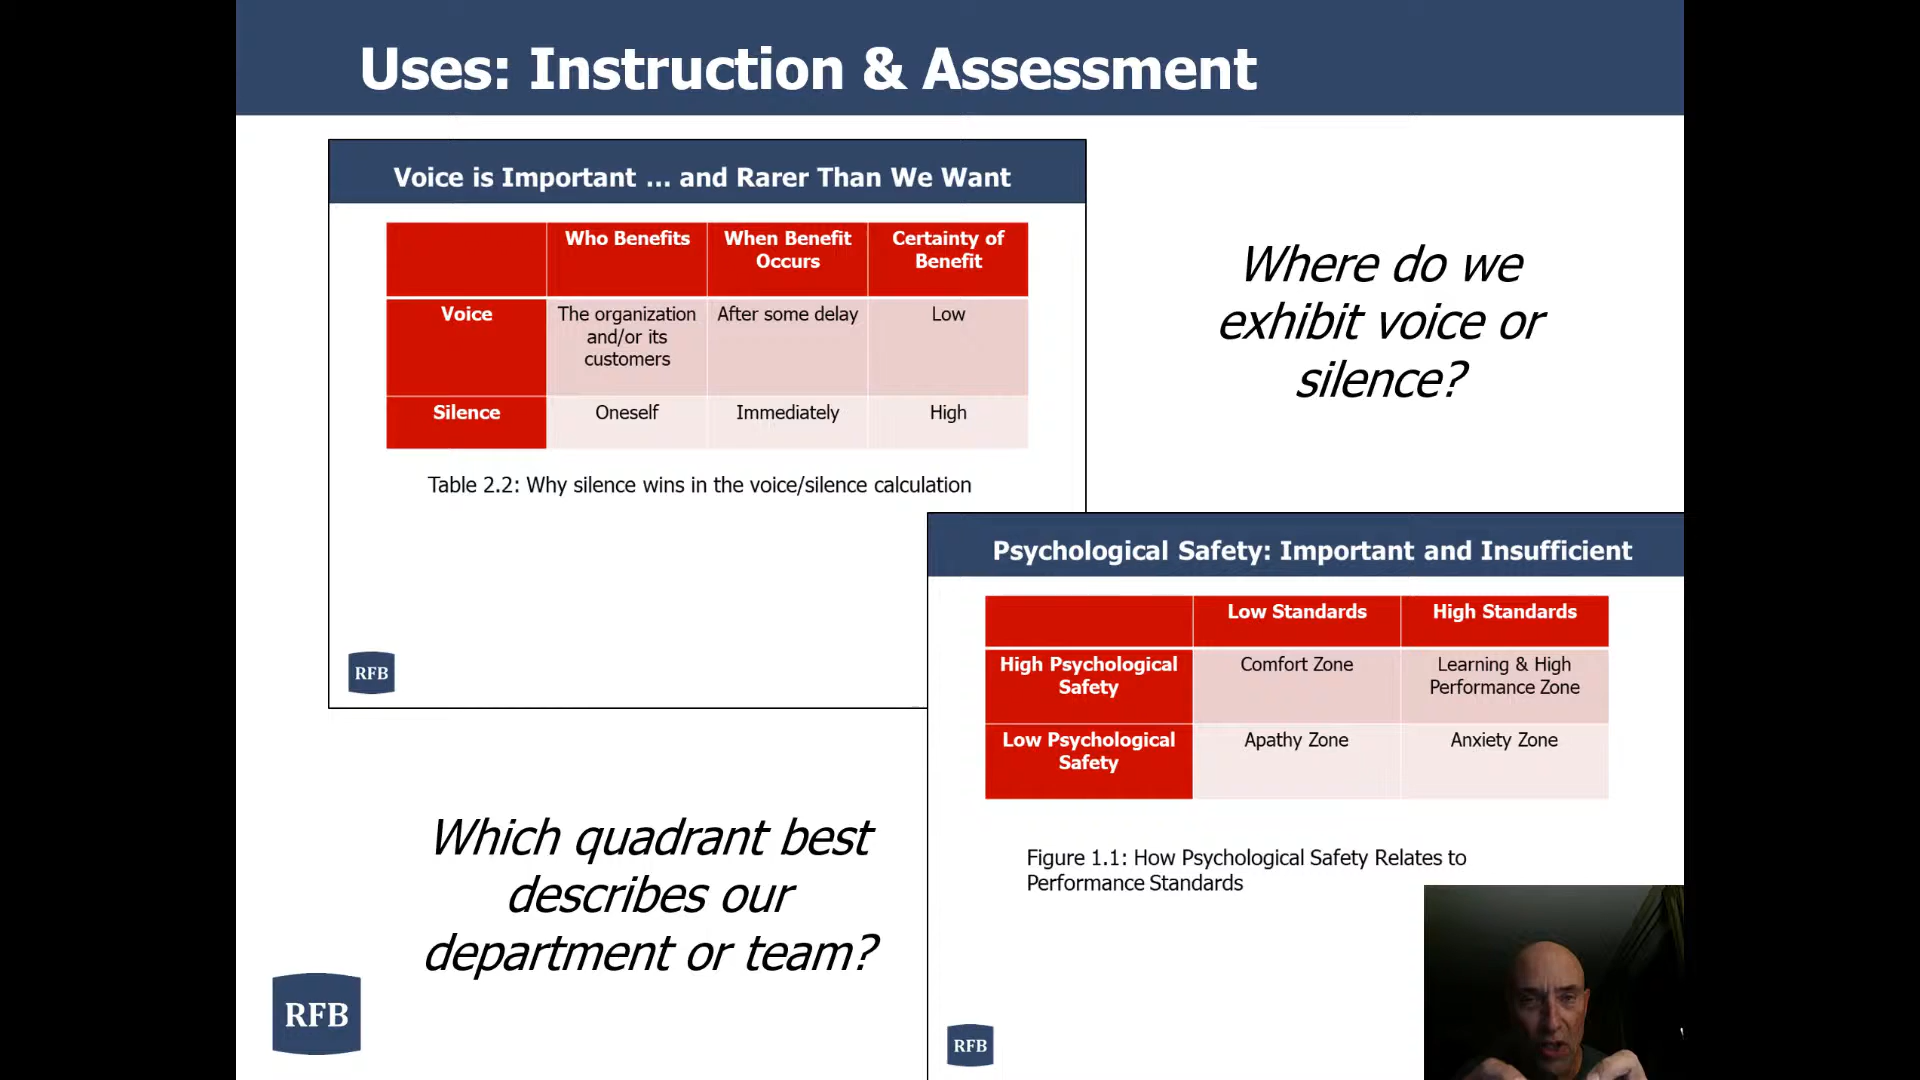 Uses: Instruction & Assessment
Voice is Important … and Rarer Than We Want
Who Benefits
When Benefit
Occurs
Certainty of
Benefit
Voice
The organization
and/or its
customers
After some delay
Low
Silence
Oneself
Immediately
High
Table 2.2: Why silence wins in the voice/silence calculation
RFB
Where do we
exhibit voice or
silence?
Psychological Safety: Important and Insufficient
Low Standards
High Standards
High Psychological
Safety
Comfort Zone
Learning & High
Performance Zone
Low Psychological
Safety
Apathy Zone
Anxiety Zone
Figure 1.1: How Psychological Safety Relates to
Performance Standards
RFB
Which quadrant best
describes our
department or team?
RFB